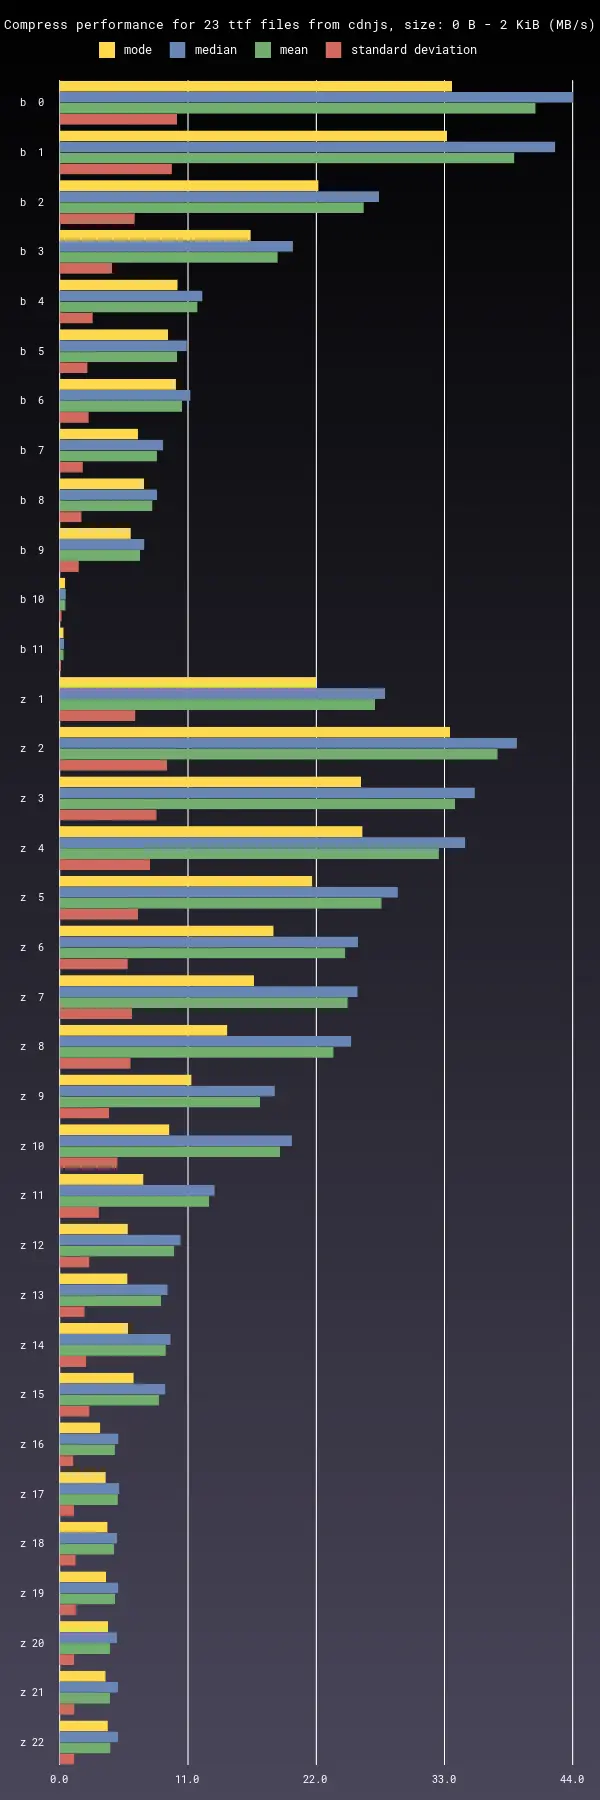 Compress performance for 23 ttf files from cdnjs, size: 0 B - 2 KiB (MB/s)
mode median mean standard deviation
b 0
b 1
b 2
b 3
b 4
b 5
b 6
b 7
b 8
b 9
b 10
b 11
z 1
z 2
z 3
z 4
z 5
z 6
z 7
z 8
z 9
z 10
z 11
z 12
z 13
z 14
z 15
z 16
z 17
z 18
z 19
z 20
z 21
z 22
0.0 11.0 22.0 33.0 44.0